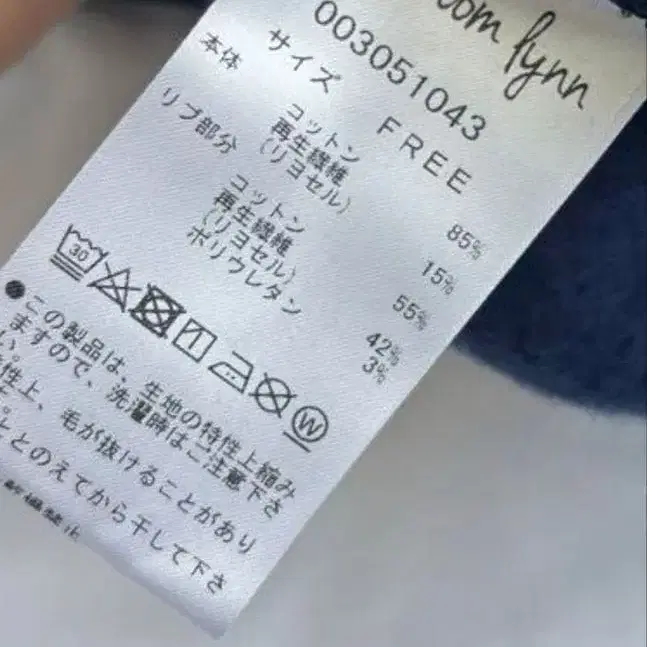 om lynn
003051043
サイズ FREE
本体 コットン 85%
再生繊維
(リヨセル) 15%
リブ部分 コットン 55%
再生繊維
(リヨセル) 42%
ポリウレタン 3%
30
W
●この製品は、生地の特性上縮み
ますので、洗濯時はご注意下さ
い。
性上、毛が抜けることがあり
ととのえてから干して下さ